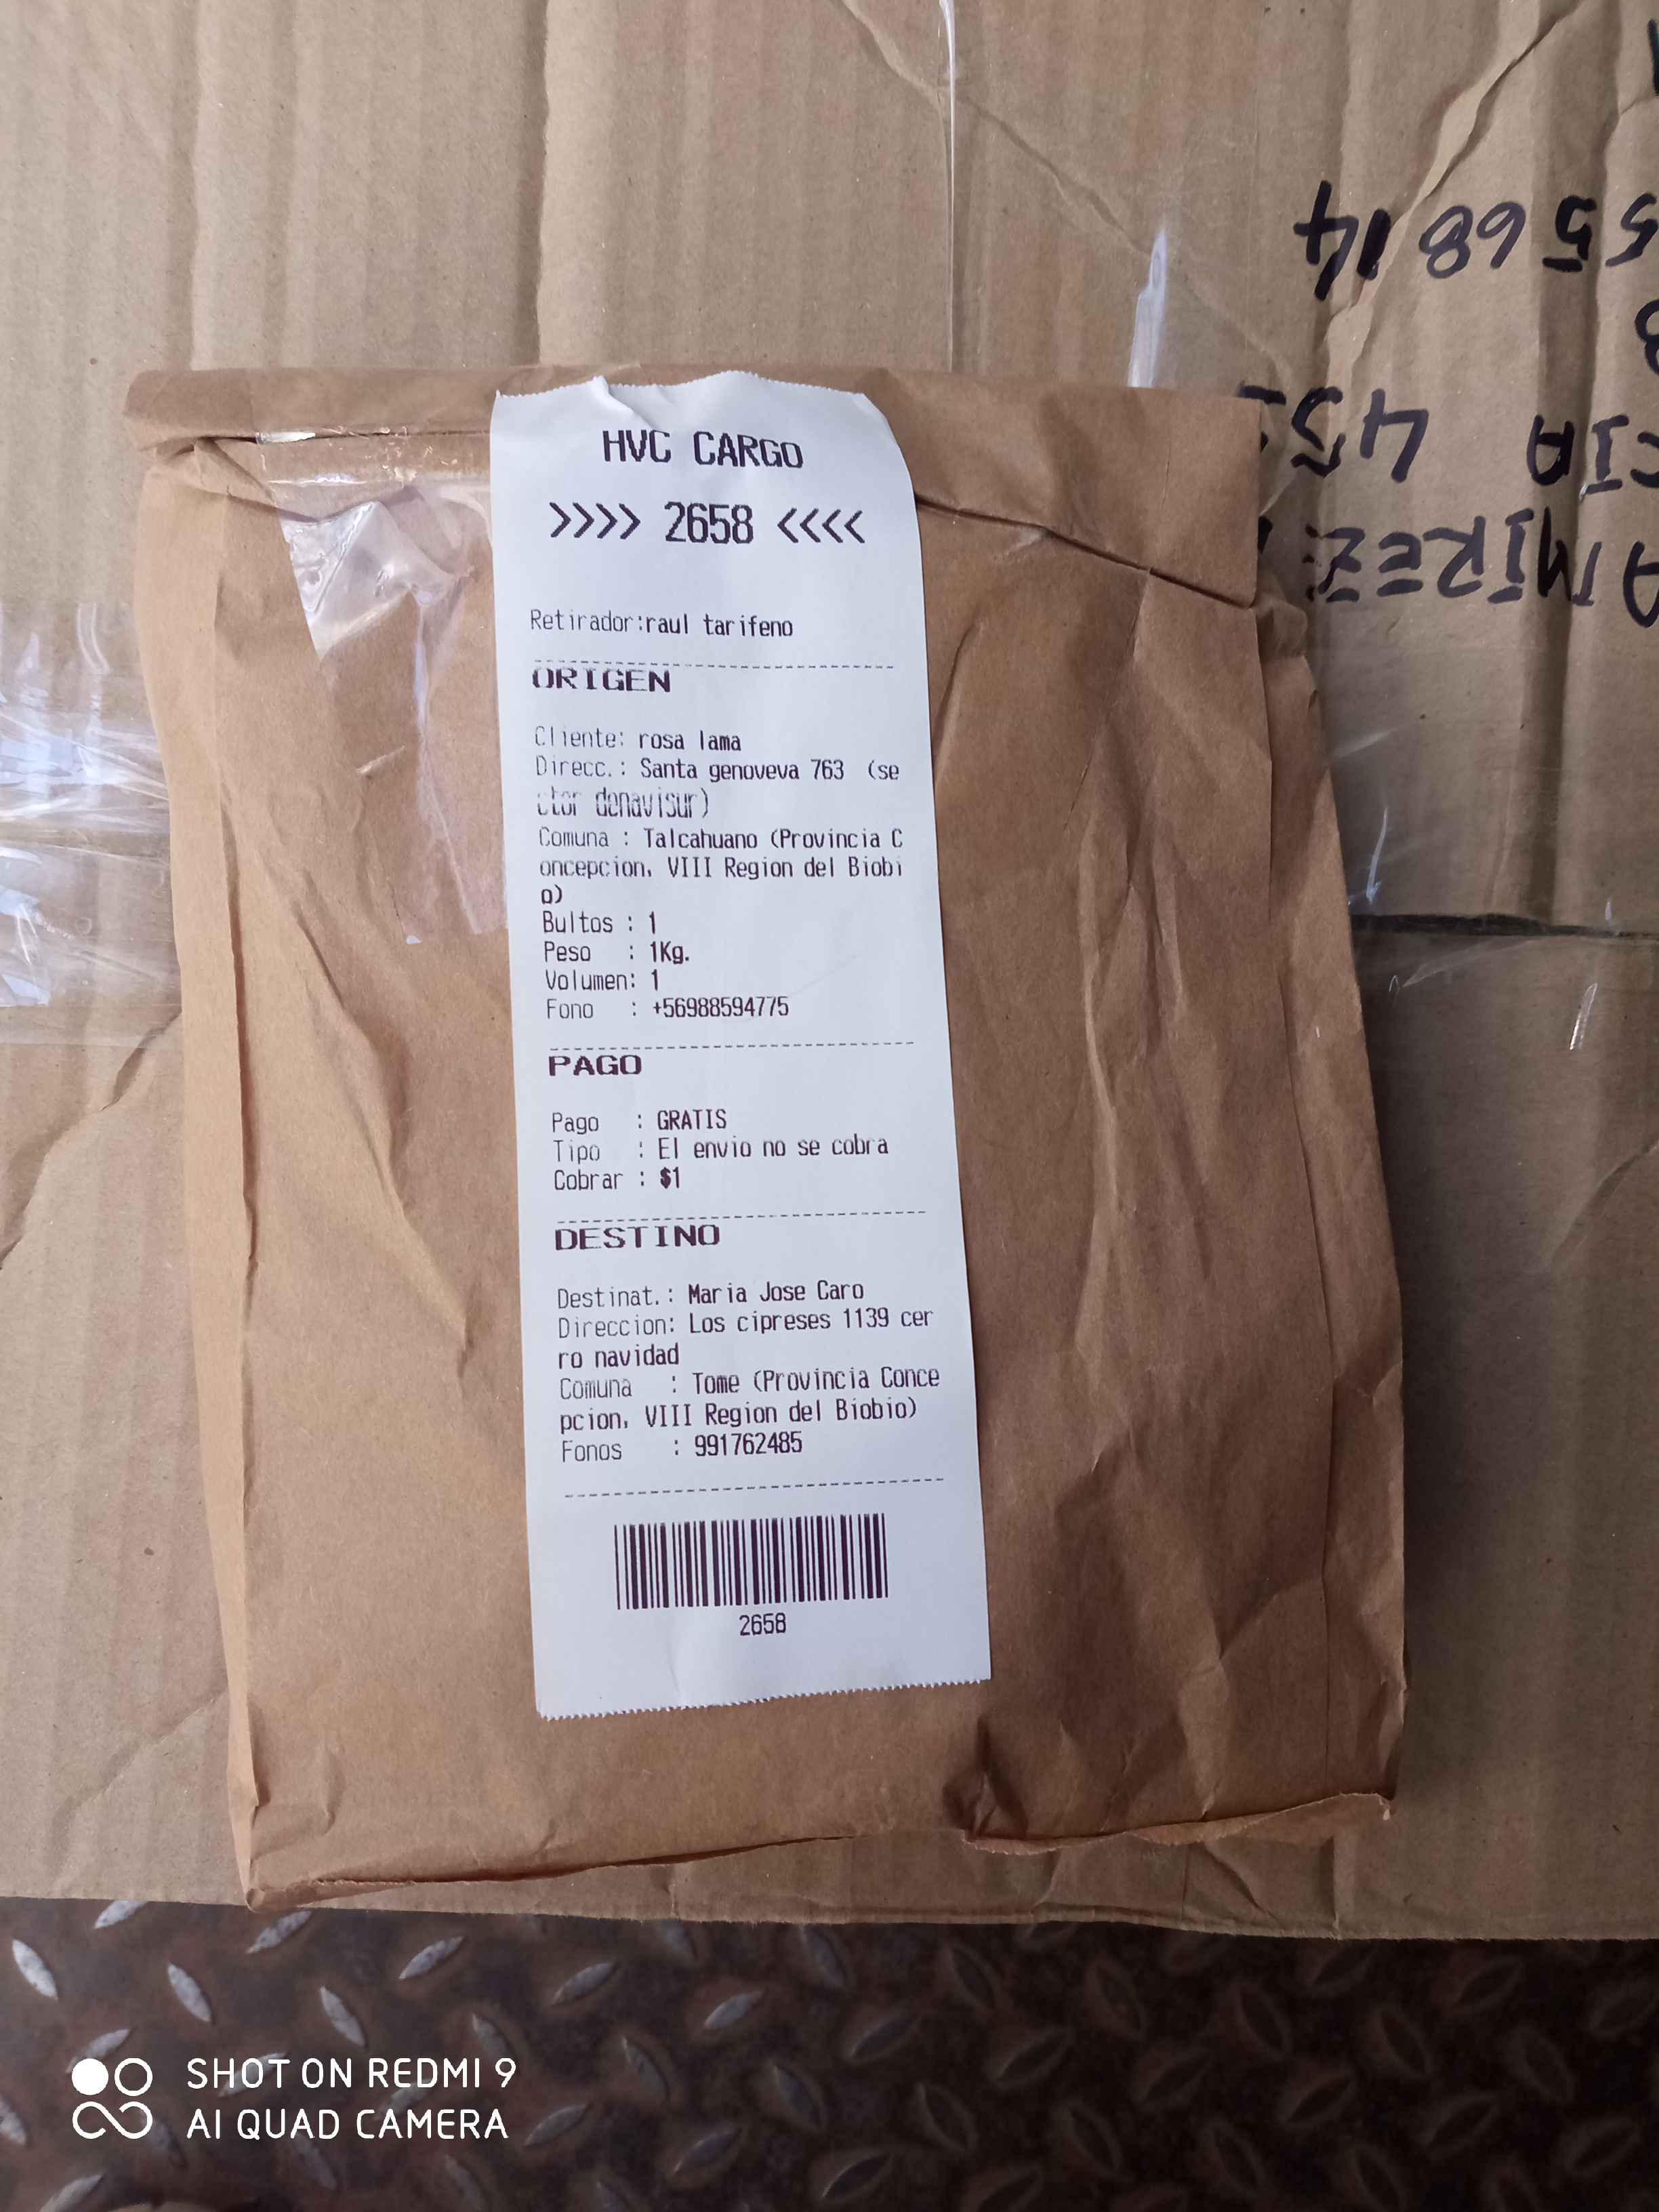 HVC CARGO
>>>> 2658 <<<<
Retirador:raul tarifeno
ORIGEN
Cliente: rosa lama
Direcc.: Santa genoveva 763 (se
ctor denavisur)
Comuna : Talcahuano (Provincia C
oncepcion, VIII Region del Biobi
o)
Bultos : 1
Peso : 1Kg.
Volumen: 1
Fono : +56988594775
PAGO
Pago : GRATIS
Tipo : El envio no se cobra
Cobrar : $1
DESTINO
Destinat.: Maria Jose Caro
Direccion: Los cipreses 1139 cer
ro navidad
Comuna : Tome (Provincia Conce
pcion, VIII Region del Biobio)
Fonos : 991762485
2658
AMIREZ
556814
SHOT ON REDMI 9
AI QUAD CAMERA